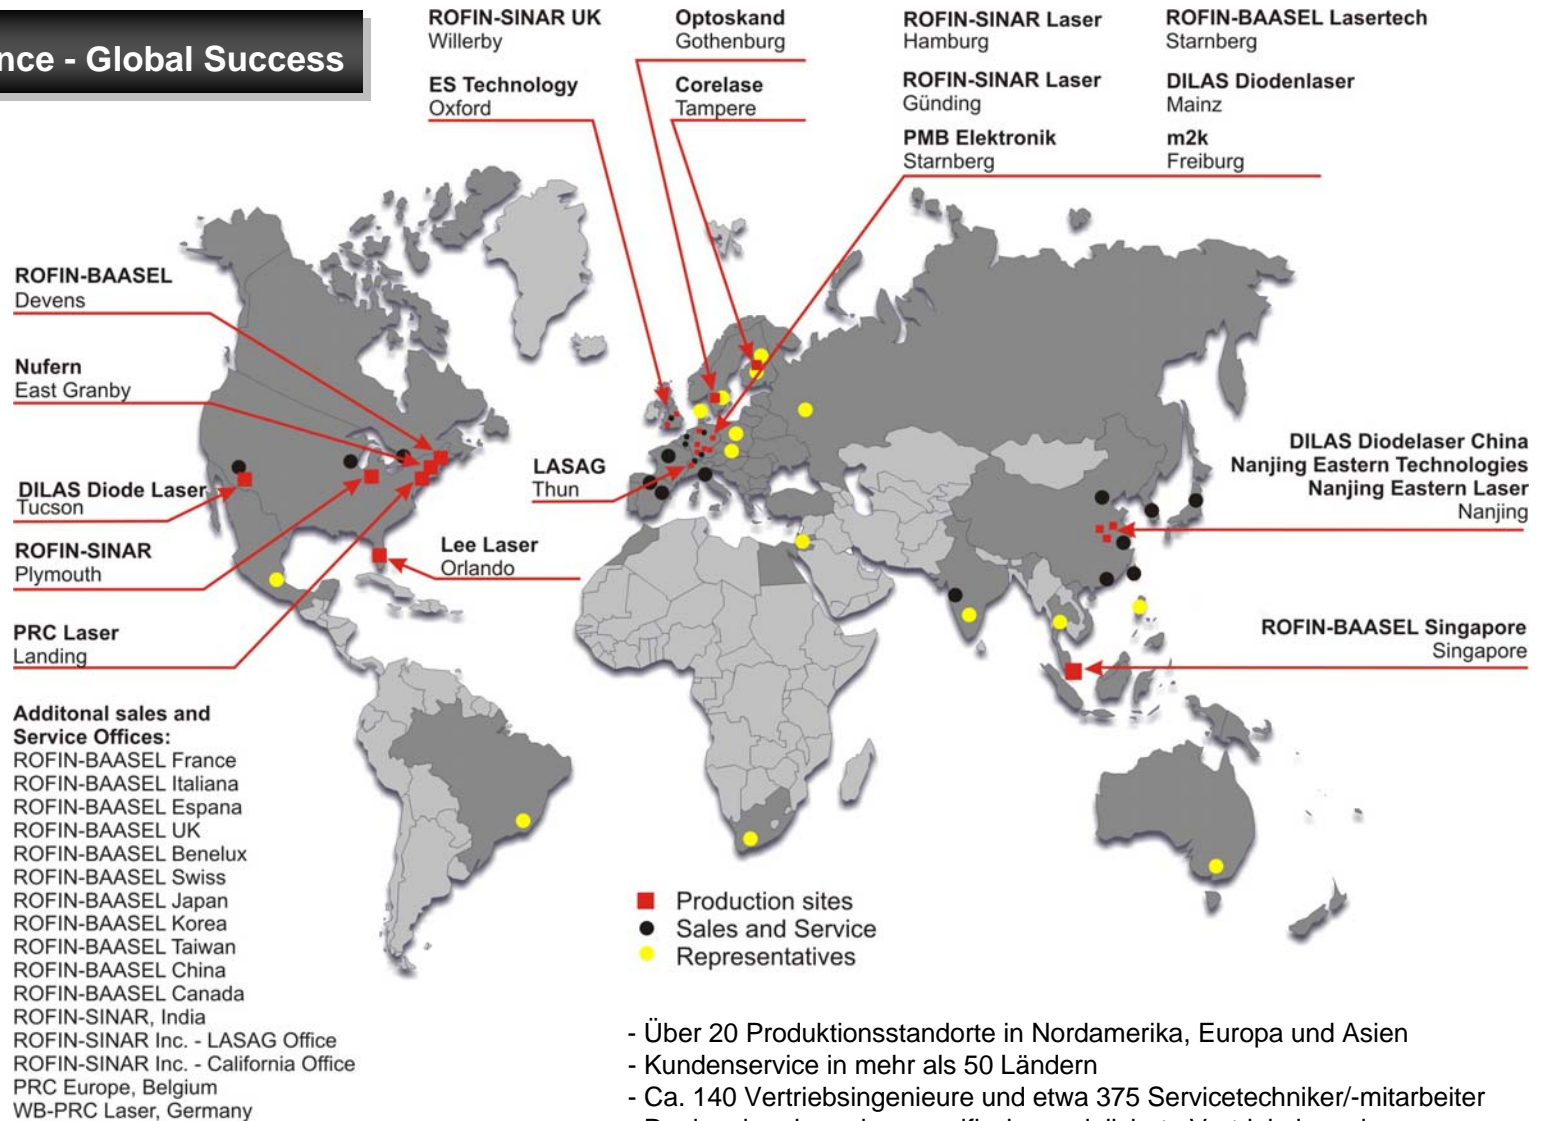 nce - Global Success
ROFIN-SINAR UK
Willerby
ES Technology
Oxford
Optoskand
Gothenburg
Corelase
Tampere
ROFIN-SINAR Laser
Hamburg
ROFIN-SINAR Laser
Günding
PMB Elektronik
Starnberg
ROFIN-BAASEL Lasertech
Starnberg
DILAS Diodenlaser
Mainz
m2k
Freiburg
ROFIN-BAASEL
Devens
Nufern
East Granby
DILAS Diode Laser
Tucson
ROFIN-SINAR
Plymouth
PRC Laser
Landing
Lee Laser
Orlando
LASAG
Thun
DILAS Diodelaser China
Nanjing Eastern Technologies
Nanjing Eastern Laser
Nanjing
ROFIN-BAASEL Singapore
Singapore
Additonal sales and
Service Offices:
ROFIN-BAASEL France
ROFIN-BAASEL Italiana
ROFIN-BAASEL Espana
ROFIN-BAASEL UK
ROFIN-BAASEL Benelux
ROFIN-BAASEL Swiss
ROFIN-BAASEL Japan
ROFIN-BAASEL Korea
ROFIN-BAASEL Taiwan
ROFIN-BAASEL China
ROFIN-BAASEL Canada
ROFIN-SINAR, India
ROFIN-SINAR Inc. - LASAG Office
ROFIN-SINAR Inc. - California Office
PRC Europe, Belgium
WB-PRC Laser, Germany
Production sites
Sales and Service
Representatives
- Über 20 Produktionsstandorte in Nordamerika, Europa und Asien
- Kundenservice in mehr als 50 Ländern
- Ca. 140 Vertriebsingenieure und etwa 375 Servicetechniker/-mitarbeiter